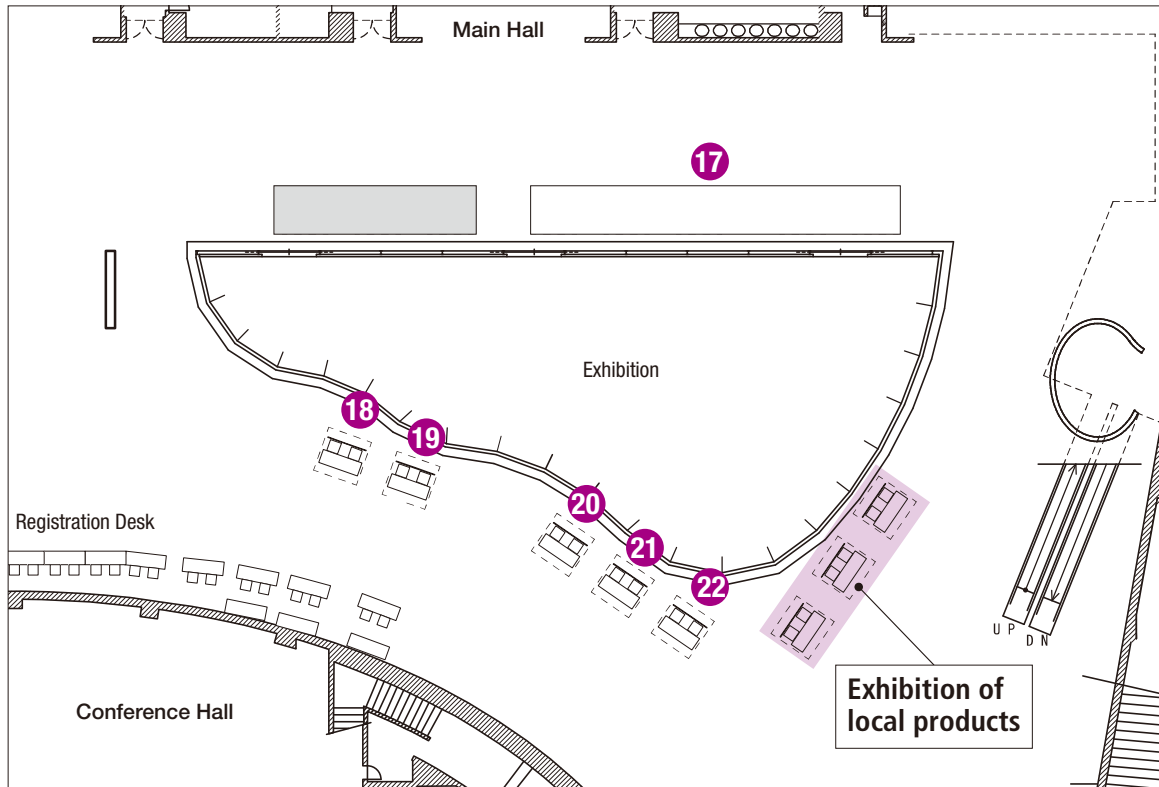 Main Hall
17
Exhibition
18
19
20
21
22
Registration Desk
UP
DN
Exhibition of
local products
Conference Hall